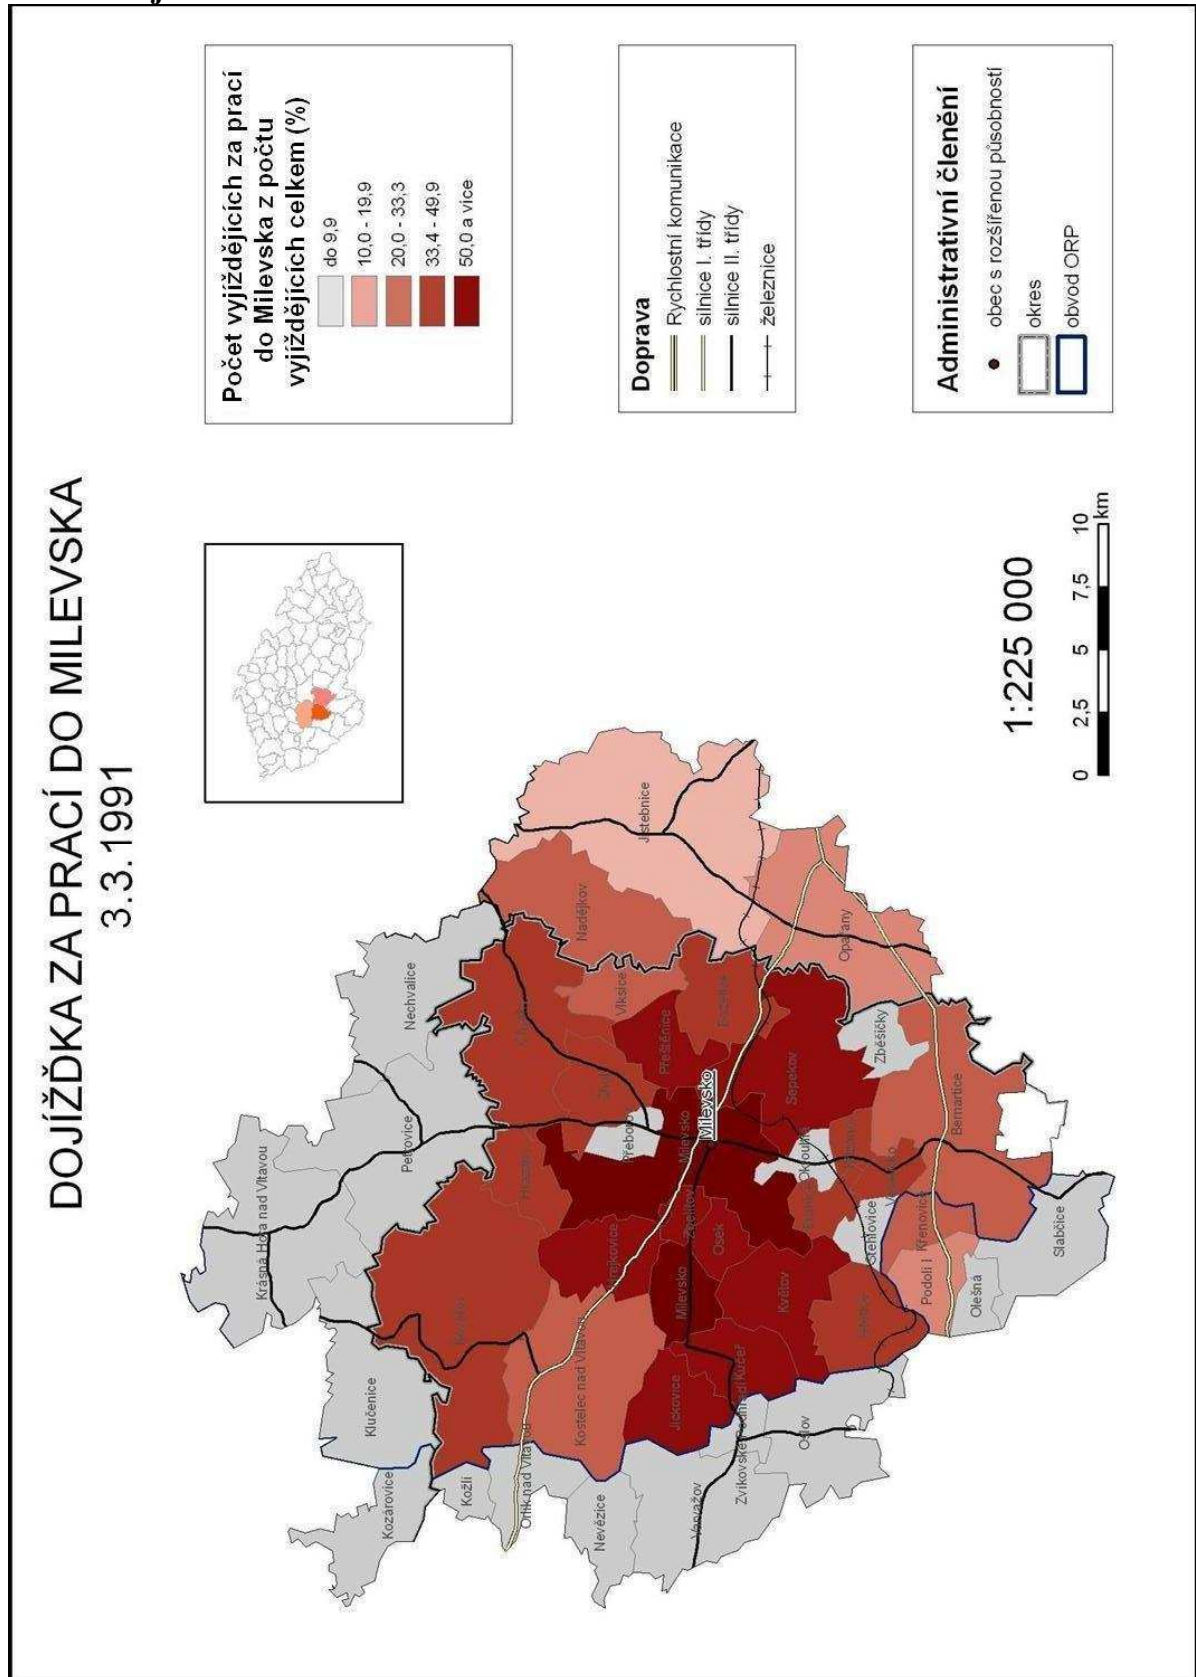 DOJÍŽĎKA ZA PRACÍ DO MILEVSKA
3.3.1991
Počet vyjíždějících za prací
do Milevska z počtu
vyjíždějících celkem (%)
do 9,9
10,0 - 19,9
20,0 - 33,3
33,4 - 49,9
50,0 a více
Doprava
Rychlostní komunikace
silnice I. třídy
silnice II. třídy
železnice
Administrativní členění
obec s rozšířenou působností
okres
obvod ORP
1:225 000
0 2,5 5 7,5 10
km
Krásná Hora nad Vltavou
Petrovice
Nechvalice
Klučenice
Kozárovice
Kožlí
Orlík nad Vltavou
Kostelec nad Vltavou
Nevězice
Varvažov
Zvíkovské Podhradí
Kučeř
Oslov
Jickovice
Milevsko
Osek
Květov
Přeborov
Milevsko
Milevsko
Přeštěnice
Vlksice
Nadějkov
Jistebnice
Sepekov
Opařany
Zběšičky
Okrouhlá
Stehlovice
Bernartice
Podolí I
Křenovice
Olešná
Slabčice